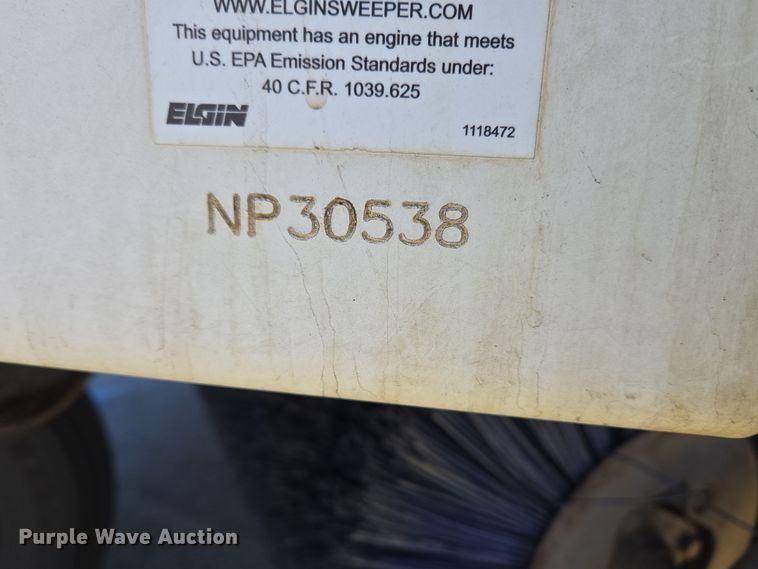 WWW.ELGINSWEEPER.COM
This equipment has an engine that meets
U.S. EPA Emission Standards under:
40 C.F.R. 1039.625
ELGIN
1118472
NP30538
Purple Wave Auction